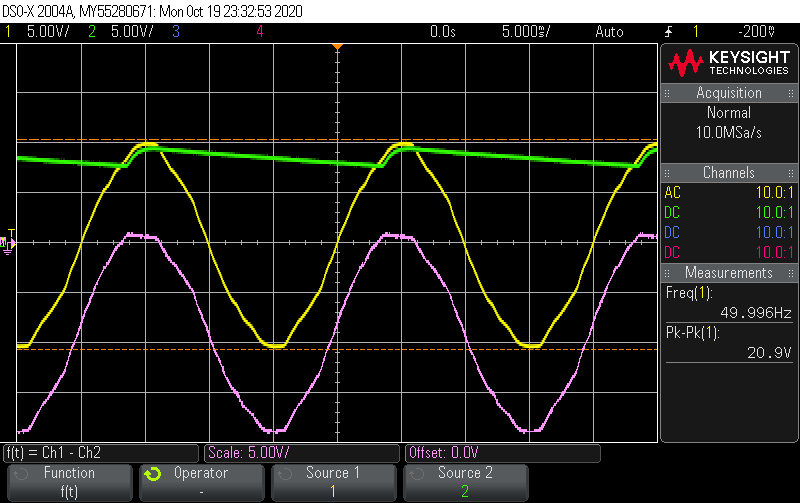 DSO-X 2004A, MY55280671: Mon Oct 19 23:32:53 2020
1 5.00V/ 2 5.00V/ 3 4 0.0s 5.000ms/ Auto 1 -200mV
KEYSIGHT
TECHNOLOGIES
Acquisition
Normal
10.0MSa/s
Channels
AC 10.0:1
DC 10.0:1
DC 10.0:1
DC 10.0:1
Measurements
Freq(1):
49.996Hz
Pk-Pk(1):
20.9V
T
f(t) = Ch1 - Ch2 Scale: 5.00V/ Offset: 0.0V
Function Operator Source 1 Source 2
f(t) - 1 2